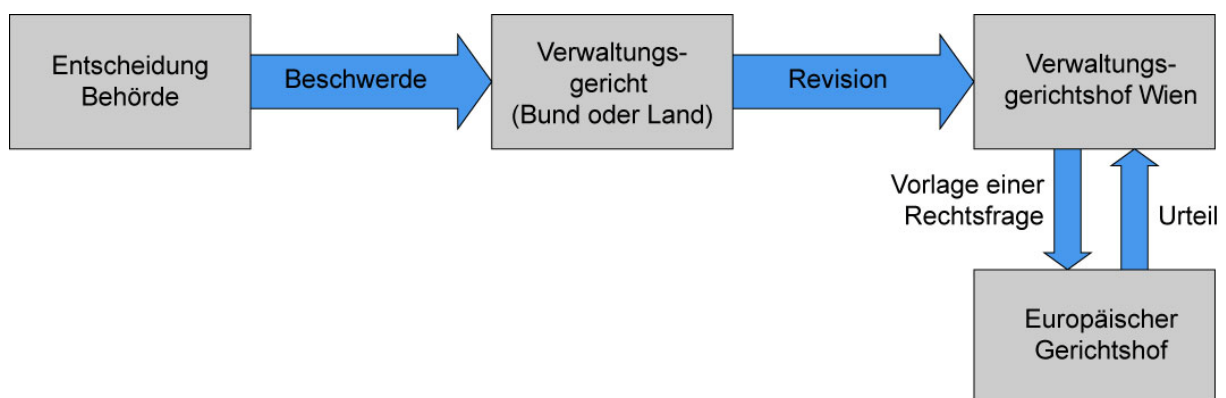 Entscheidung
Behörde
Beschwerde
Verwaltungs-
gericht
(Bund oder Land)
Revision
Verwaltungs-
gerichtshof Wien
Vorlage einer
Rechtsfrage
Urteil
Europäischer
Gerichtshof